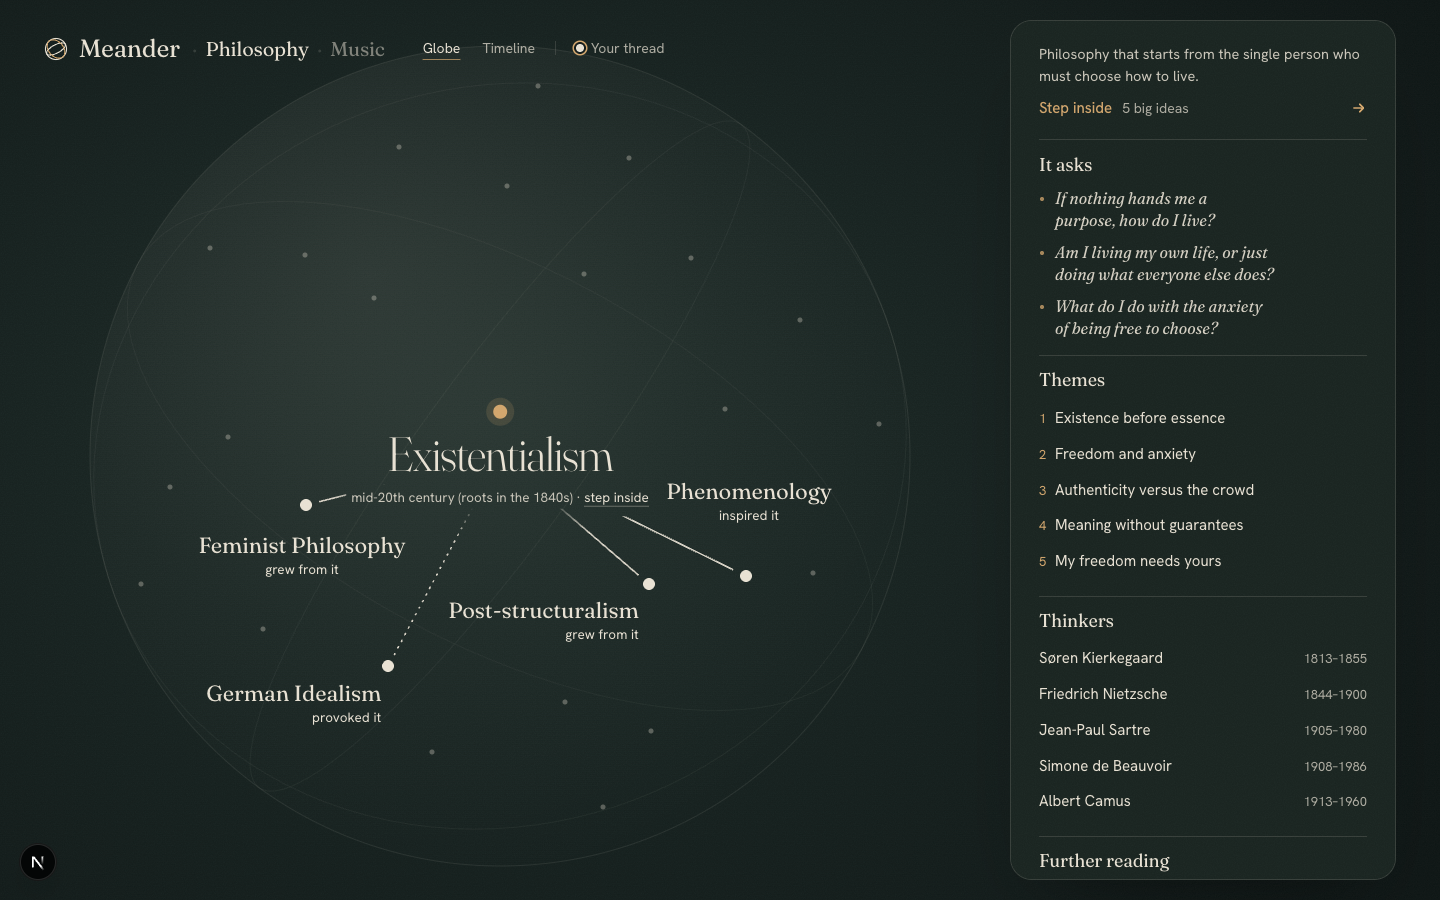 Meander · Philosophy · Music
Globe
Timeline
Your thread
Existentialism
mid-20th century (roots in the 1840s) · step inside
Phenomenology
inspired it
Feminist Philosophy
grew from it
Post-structuralism
grew from it
German Idealism
provoked it
N
Philosophy that starts from the single person who
must choose how to live.
Step inside 5 big ideas →
It asks
• If nothing hands me a
purpose, how do I live?
• Am I living my own life, or just
doing what everyone else does?
• What do I do with the anxiety
of being free to choose?
Themes
1 Existence before essence
2 Freedom and anxiety
3 Authenticity versus the crowd
4 Meaning without guarantees
5 My freedom needs yours
Thinkers
Søren Kierkegaard 1813–1855
Friedrich Nietzsche 1844–1900
Jean-Paul Sartre 1905–1980
Simone de Beauvoir 1908–1986
Albert Camus 1913–1960
Further reading